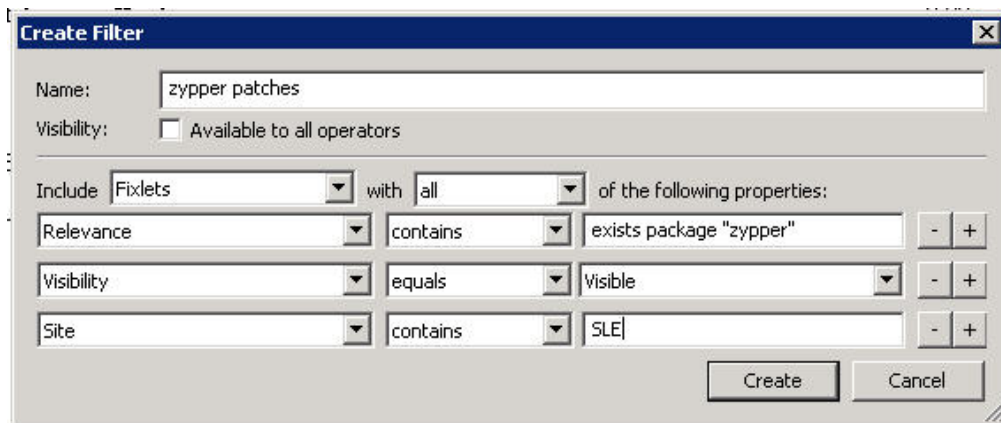 Create Filter
Name: zypper patches
Visibility: Available to all operators
Include Fixlets with all of the following properties:
Relevance contains exists package "zypper" - +
Visibility equals Visible - +
Site contains SLE - +
Create Cancel